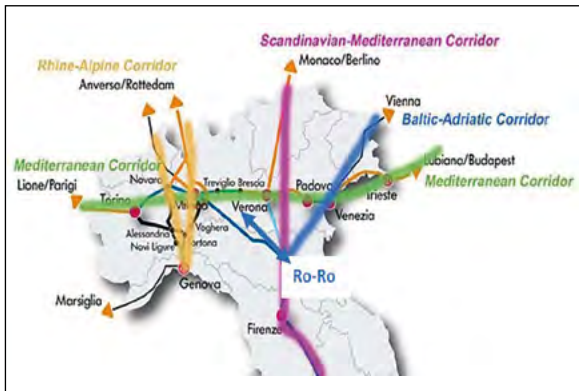 Scandinavian-Mediterranean Corridor
Monaco/Berlino
Rhine-Alpine Corridor
Anversa/Rottedam
Vienna
Baltic-Adriatic Corridor
Mediterranean Corridor
Lubiana/Budapest
Mediterranean Corridor
Lione/Parigi
Novara
Treviglio Brescia
Padova
Trieste
Torino
Milano
Verona
Venezia
Alessandria
Voghera
Novi Ligure
Tortona
Ro-Ro
Genova
Marsiglia
Firenze